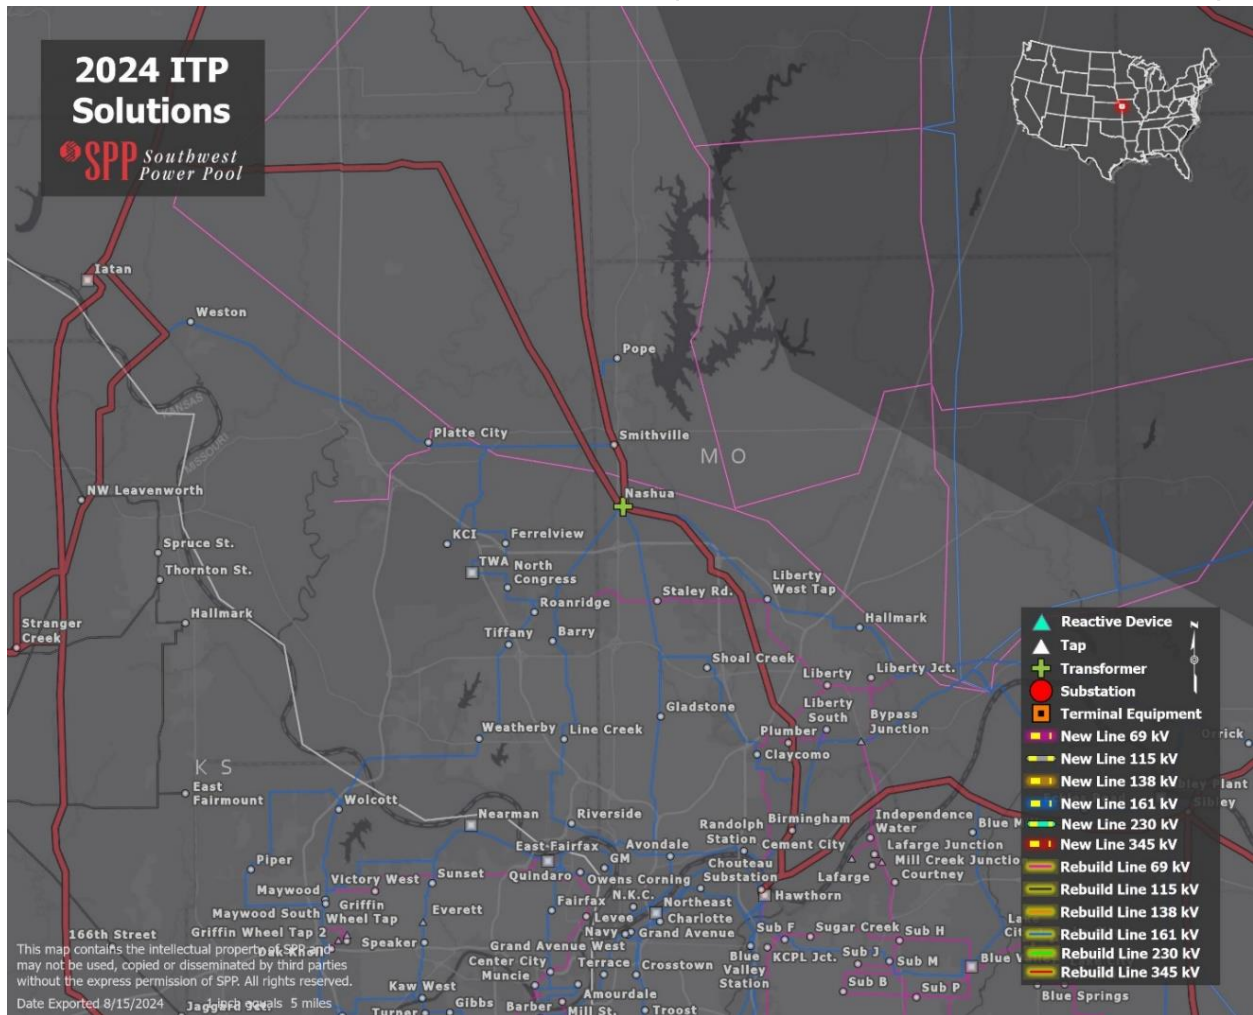 2024 ITP
Solutions
SPP Southwest
Power Pool
Iatan
Weston
Pope
KANSAS
MISSOURI
Platte City
Smithville
M O
NW Leavenworth
Nashua
Spruce St.
KCI
Ferrelview
Thornton St.
TWA
North
Congress
Liberty
West Tap
Staley Rd.
Hallmark
Roanridge
Hallmark
Stranger
Creek
Tiffany
Barry
Shoal Creek
Liberty
Liberty Jct.
Gladstone
Liberty
South
Bypass
Junction
Weatherby
Line Creek
Plumber
Claycomo
K S
East
Fairmount
Wolcott
Nearman
Riverside
Randolph
Station
Birmingham
Cement City
Independence
Water
Blue M
Sibley
East Fairfax
Avondale
GM
Chouteau
Substation
Lafarge Junction
Mill Creek Junction
Courtney
Piper
Victory West
Sunset
Quindaro
Owens Corning
Lafarge
Maywood
N.K.C.
Northeast
Hawthorn
Maywood South
Griffin
Wheel Tap
Everett
Fairfax
Levee
Charlotte
Griffin Wheel Tap 2
Navy
Grand Avenue
Sub F
Sugar Creek
Sub H
166th Street
Speaker
Grand Avenue West
Center City
Muncie
Terrace
Crosstown
Blue
Valley
Station
KCPL Jct.
Sub J
Sub M
Kaw West
Amourdale
Sub B
Sub P
Blue Springs
Jaggard Jct.
Turner
Gibbs
Barber
Mill St.
Troost
Reactive Device
Tap
Transformer
Substation
Terminal Equipment
New Line 69 kV
New Line 115 kV
New Line 138 kV
New Line 161 kV
New Line 230 kV
New Line 345 kV
Rebuild Line 69 kV
Rebuild Line 115 kV
Rebuild Line 138 kV
Rebuild Line 161 kV
Rebuild Line 230 kV
Rebuild Line 345 kV
N
This map contains the intellectual property of SPP and
may not be used, copied or disseminated by third parties
without the express permission of SPP. All rights reserved.
Date Exported 8/15/2024 1 inch equals 5 miles